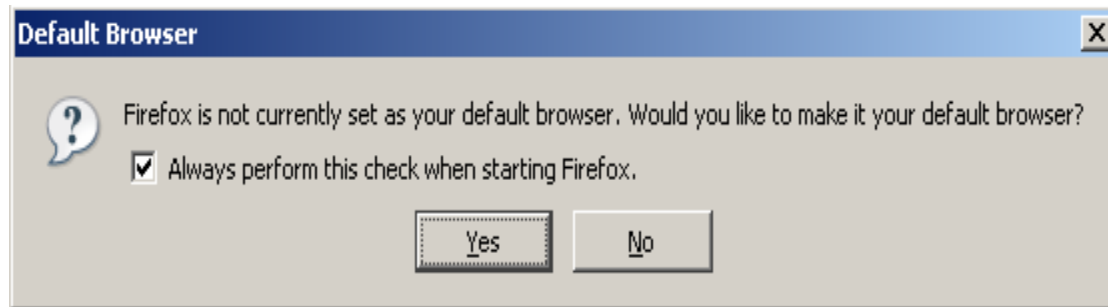 Default Browser
Firefox is not currently set as your default browser. Would you like to make it your default browser?
Always perform this check when starting Firefox.
Yes No